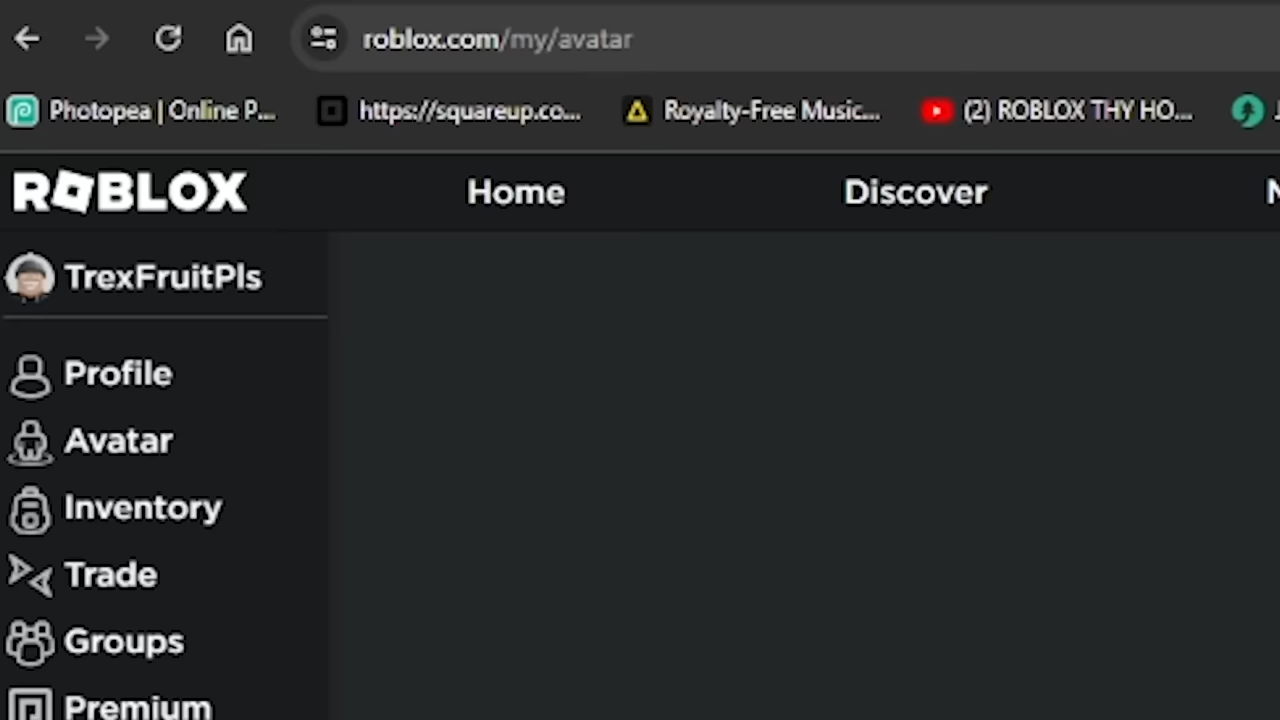 roblox.com/my/avatar
Photopea | Online P... https://squareup.co... Royalty-Free Music... (2) ROBLOX THY HO...
ROBLOX Home Discover
TrexFruitPls
Profile
Avatar
Inventory
Trade
Groups
Premium